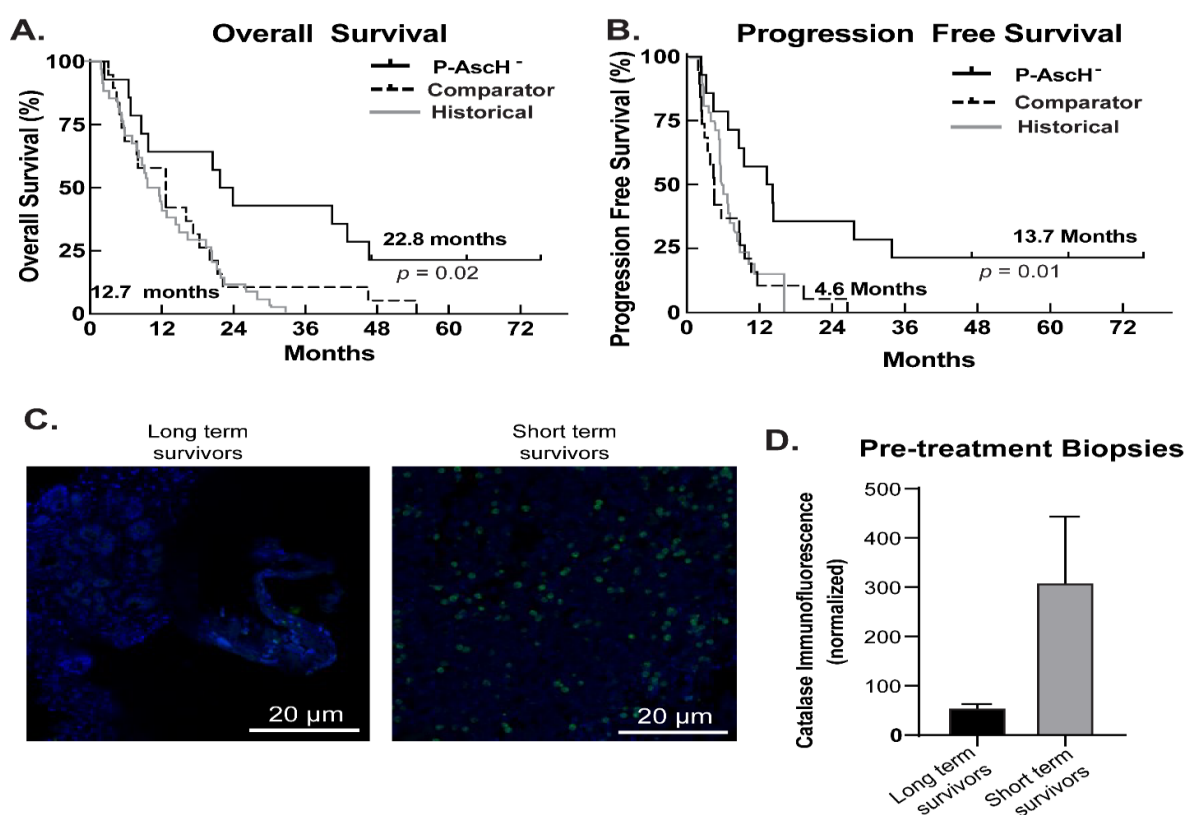 A.
Overall Survival
P-AscH-
Comparator
Historical
Overall Survival (%)
100
75
50
25
0
22.8 months
p = 0.02
12.7 months
0 12 24 36 48 60 72
Months
B.
Progression Free Survival
P-AscH-
Comparator
Historical
Progression Free Survival (%)
100
75
50
25
0
13.7 Months
p = 0.01
4.6 Months
0 12 24 36 48 60 72
Months
C.
Long term
survivors
20 µm
Short term
survivors
20 µm
D.
Pre-treatment Biopsies
Catalase Immunofluorescence
(normalized)
500
400
300
200
100
0
Long term
survivors
Short term
survivors